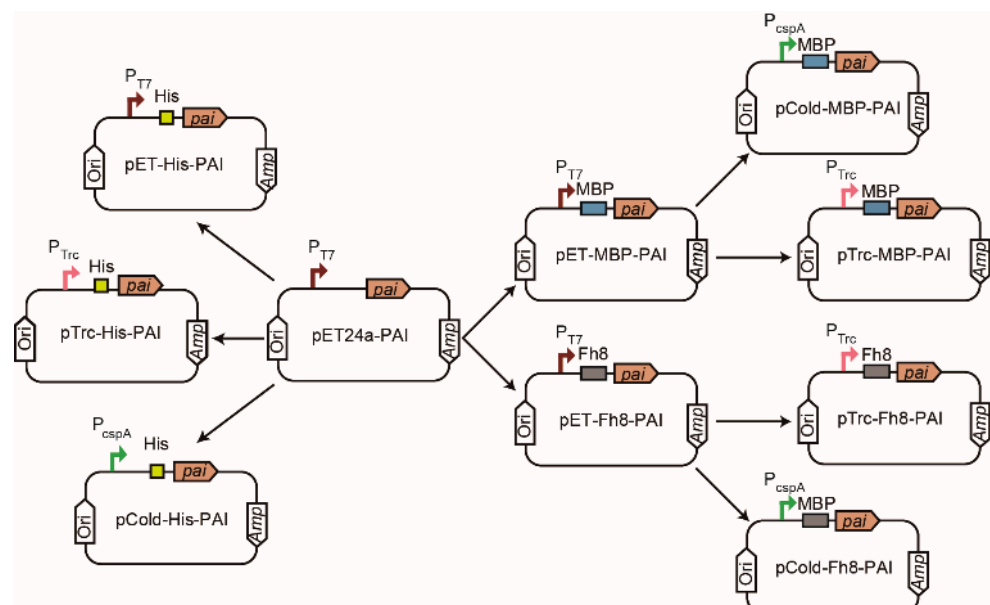 P_T7
His
pai
Ori
pET-His-PAI
Amp
P_Trc
His
pai
Ori
pTrc-His-PAI
Amp
P_cspA
His
pai
Ori
pCold-His-PAI
Amp
P_T7
pai
Ori
pET24a-PAI
Amp
P_T7
MBP
pai
Ori
pET-MBP-PAI
Amp
P_T7
Fh8
pai
Ori
pET-Fh8-PAI
Amp
P_cspA
MBP
pai
Ori
pCold-MBP-PAI
Amp
P_Trc
MBP
pai
Ori
pTrc-MBP-PAI
Amp
P_Trc
Fh8
pai
Ori
pTrc-Fh8-PAI
Amp
P_cspA
MBP
pai
Ori
pCold-Fh8-PAI
Amp